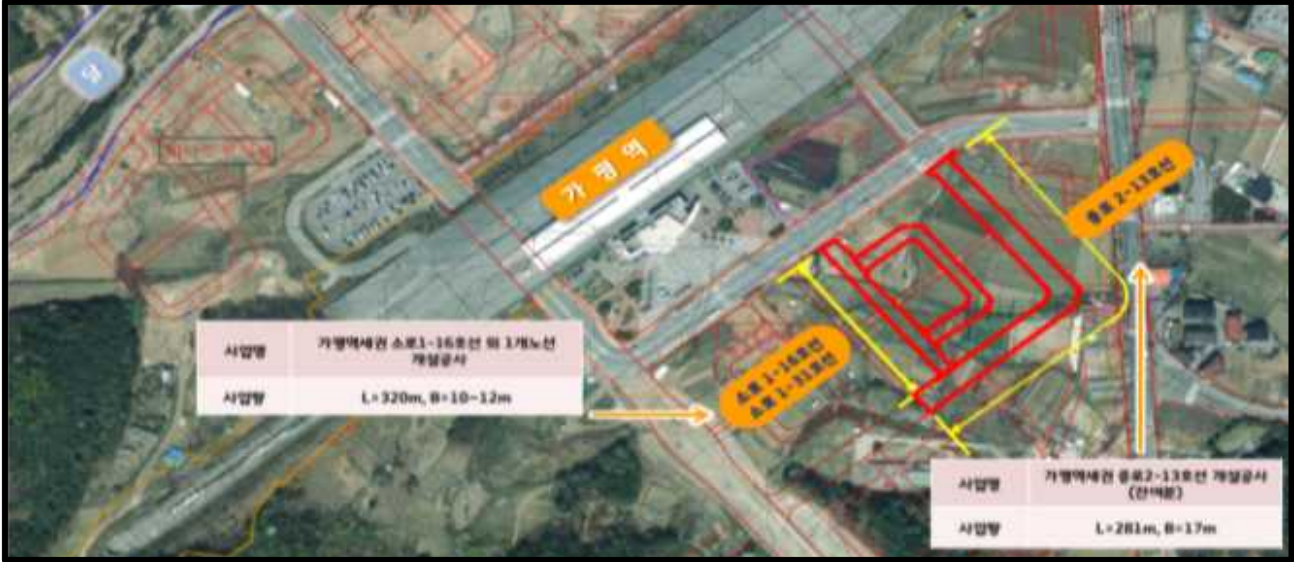 가평역
중로 2-13호선
소로 1-16호선
소로 1-31호선
사업명 가평역세권 소로1-16호선 외 1개노선
개설공사
사업량 L=320m, B=10~12m
사업명 가평역세권 중로2-13호선 개설공사
(잔여분)
사업량 L=281m, B=17m